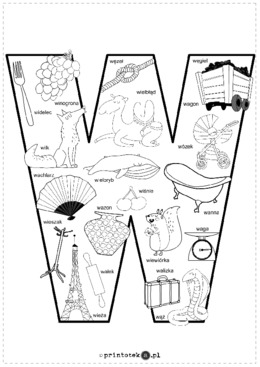 węzeł
węgiel
winogrona
wielbłąd
wagon
widelec
wilk
wózek
wachlarz
wieloryb
wiśnie
wanna
wazon
wieszak
waga
wiewiórka
wałek
walizka
wieża
wąż
printoteka.pl